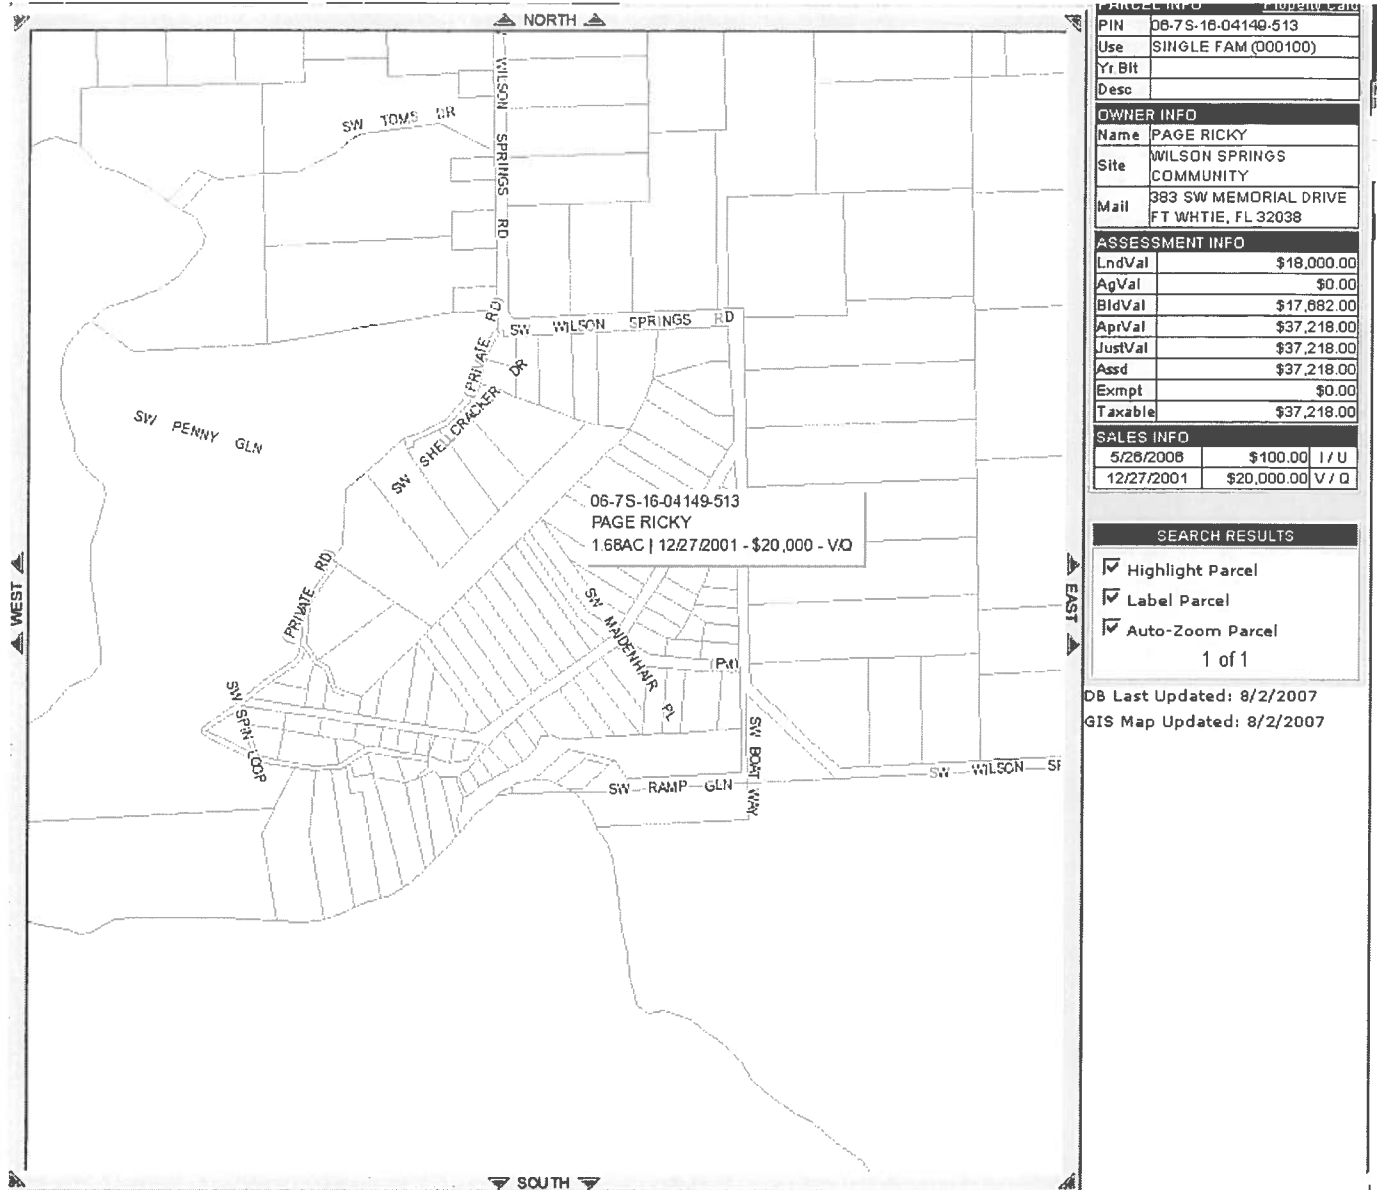 NORTH
WILSON SPRINGS RD
SW TOMS DR
(PRIVATE RD)
SW WILSON SPRINGS RD
SW SHELLCRACKER DR
SW PENNY GLN
06-7S-16-04149-513
PAGE RICKY
1.68AC | 12/27/2001 - $20,000 - V/Q
WEST
EAST
(PRIVATE RD)
SW MAIDENHAIR PL
(Pvt)
SW SPIN LOOP
SW BOAT WAY
SW RAMP GLN
SW WILSON SP
SOUTH
PARCEL INFO Property Card
PIN 06-7S-16-04149-513
Use SINGLE FAM (000100)
Yr.Blt
Desc
OWNER INFO
Name PAGE RICKY
Site WILSON SPRINGS
COMMUNITY
Mail 383 SW MEMORIAL DRIVE
FT WHTIE, FL 32038
ASSESSMENT INFO
LndVal $18,000.00
AgVal $0.00
BldVal $17,682.00
AprVal $37,218.00
JustVal $37,218.00
Assd $37,218.00
Exmpt $0.00
Taxable $37,218.00
SALES INFO
5/26/2006 $100.00 I / U
12/27/2001 $20,000.00 V / Q
SEARCH RESULTS
Highlight Parcel
Label Parcel
Auto-Zoom Parcel
1 of 1
DB Last Updated: 8/2/2007
GIS Map Updated: 8/2/2007